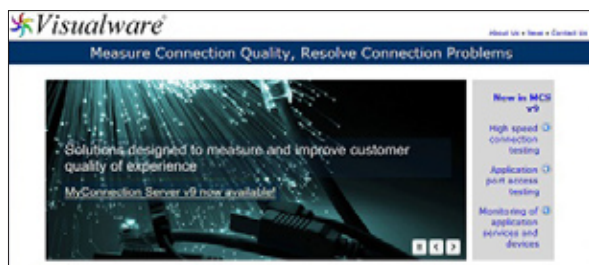 Visualware®
About Us • News • Contact Us
Measure Connection Quality, Resolve Connection Problems
Solutions designed to measure and improve customer
quality of experience
MyConnection Server v9 now available!
New in MCS
v9
High speed
connection
testing
Application
port access
testing
Monitoring of
application
services and
devices